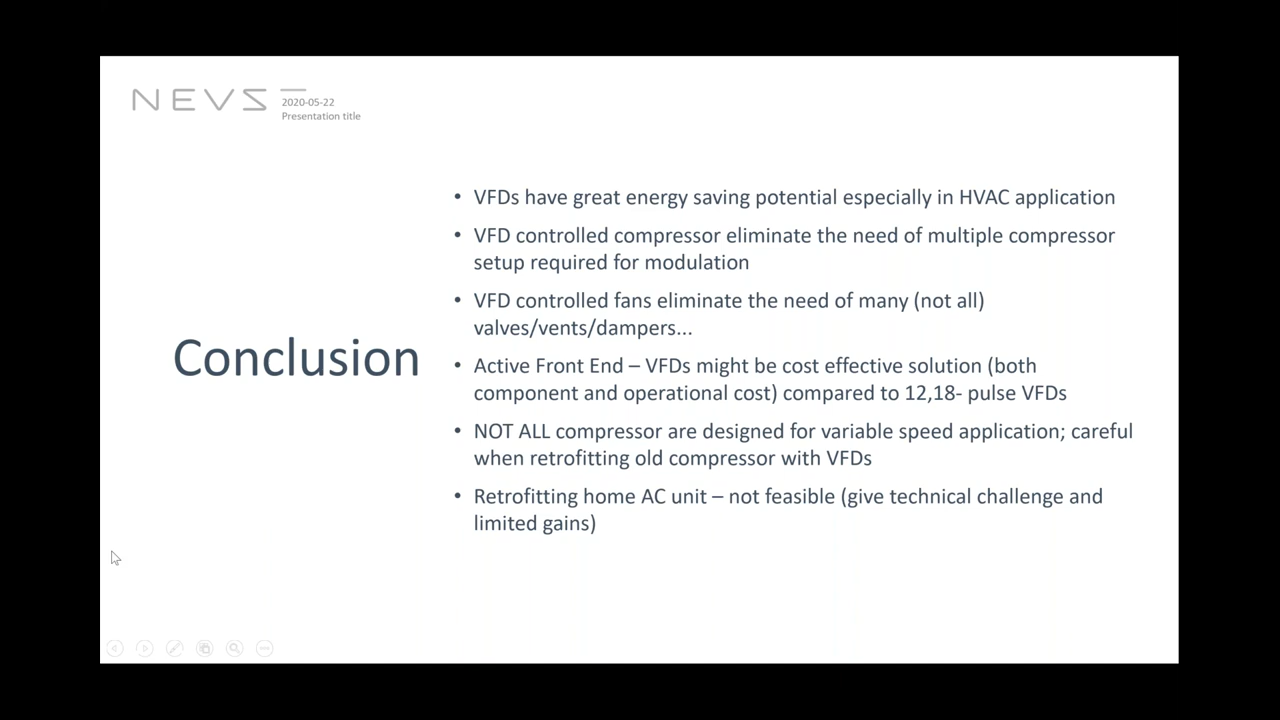 NEVS
2020-05-22
Presentation title
Conclusion
• VFDs have great energy saving potential especially in HVAC application
• VFD controlled compressor eliminate the need of multiple compressor
setup required for modulation
• VFD controlled fans eliminate the need of many (not all)
valves/vents/dampers...
• Active Front End – VFDs might be cost effective solution (both
component and operational cost) compared to 12,18- pulse VFDs
• NOT ALL compressor are designed for variable speed application; careful
when retrofitting old compressor with VFDs
• Retrofitting home AC unit – not feasible (give technical challenge and
limited gains)